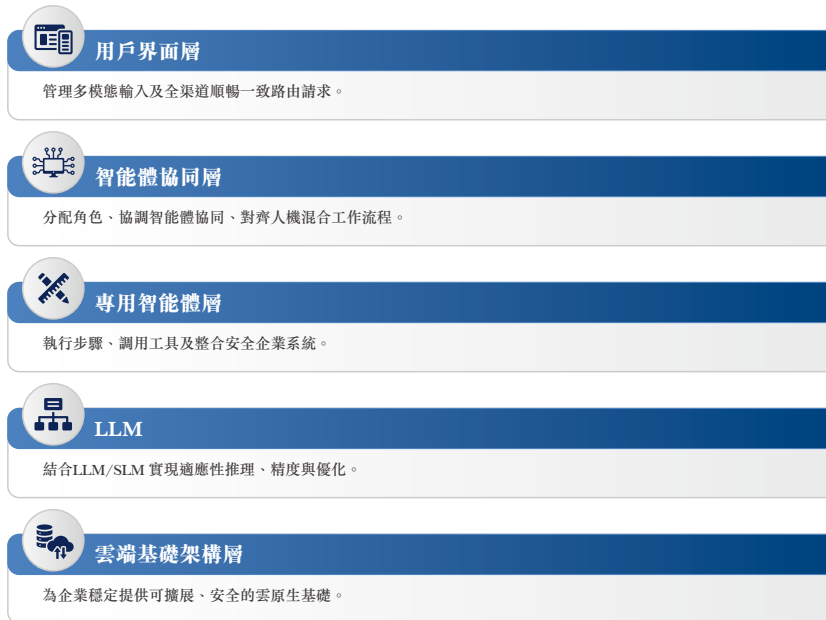 用戶界面層
管理多模態輸入及全渠道順暢一致路由請求。
智能體協同層
分配角色、協調智能體協同、對齊人機混合工作流程。
專用智能體層
執行步驟、調用工具及整合安全企業系統。
LLM
結合LLM/SLM 實現適應性推理、精度與優化。
雲端基礎架構層
為企業穩定提供可擴展、安全的雲原生基礎。